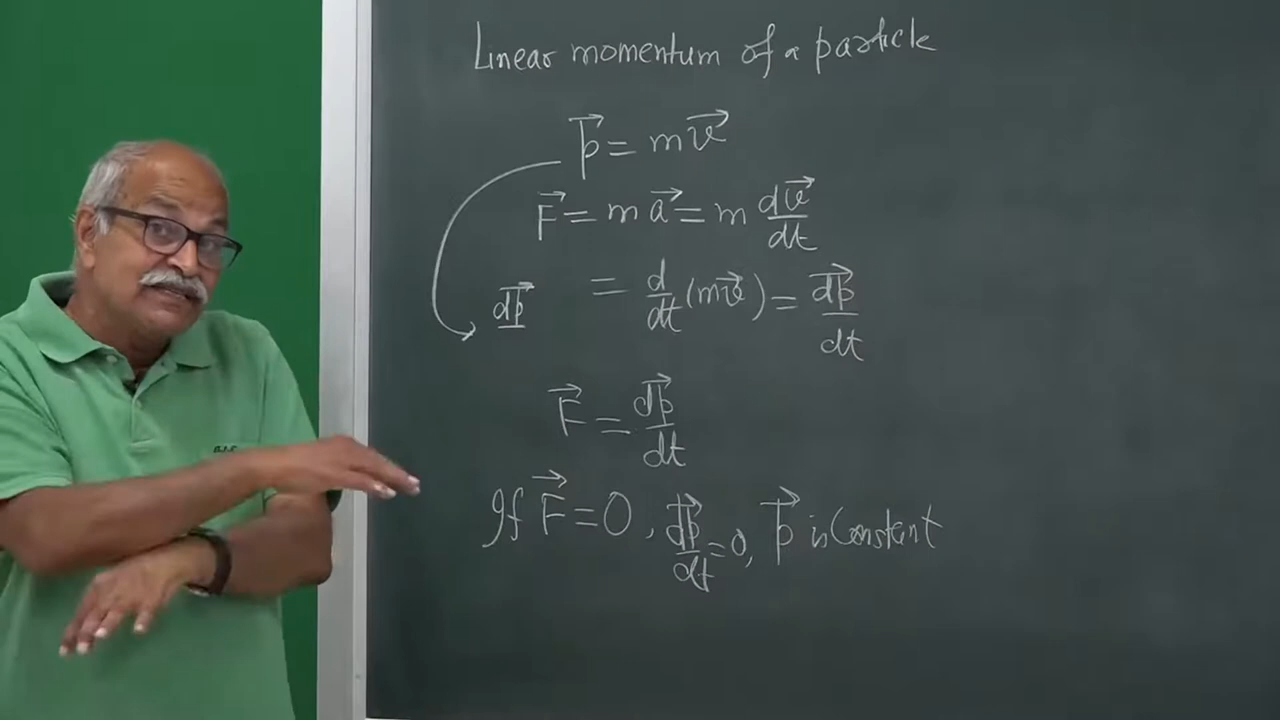 Linear momentum of a particle
p⃗ = mv⃗
F⃗ = m a⃗ = m dv⃗/dt
dp⃗ = d/dt (mv⃗) = dp⃗/dt
F⃗ = dp⃗/dt
If F⃗ = 0, dp⃗/dt = 0, p⃗ is Constant